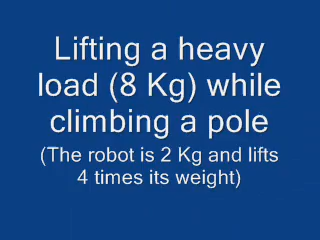 Lifting a heavy
load (8 Kg) while
climbing a pole
(The robot is 2 Kg and lifts
4 times its weight)